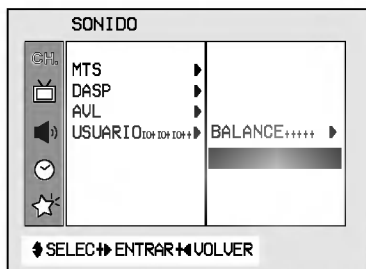 SONIDO
CH.
MTS
DASP
AVL
USUARIO BALANCE
SELEC ENTRAR VOLVER